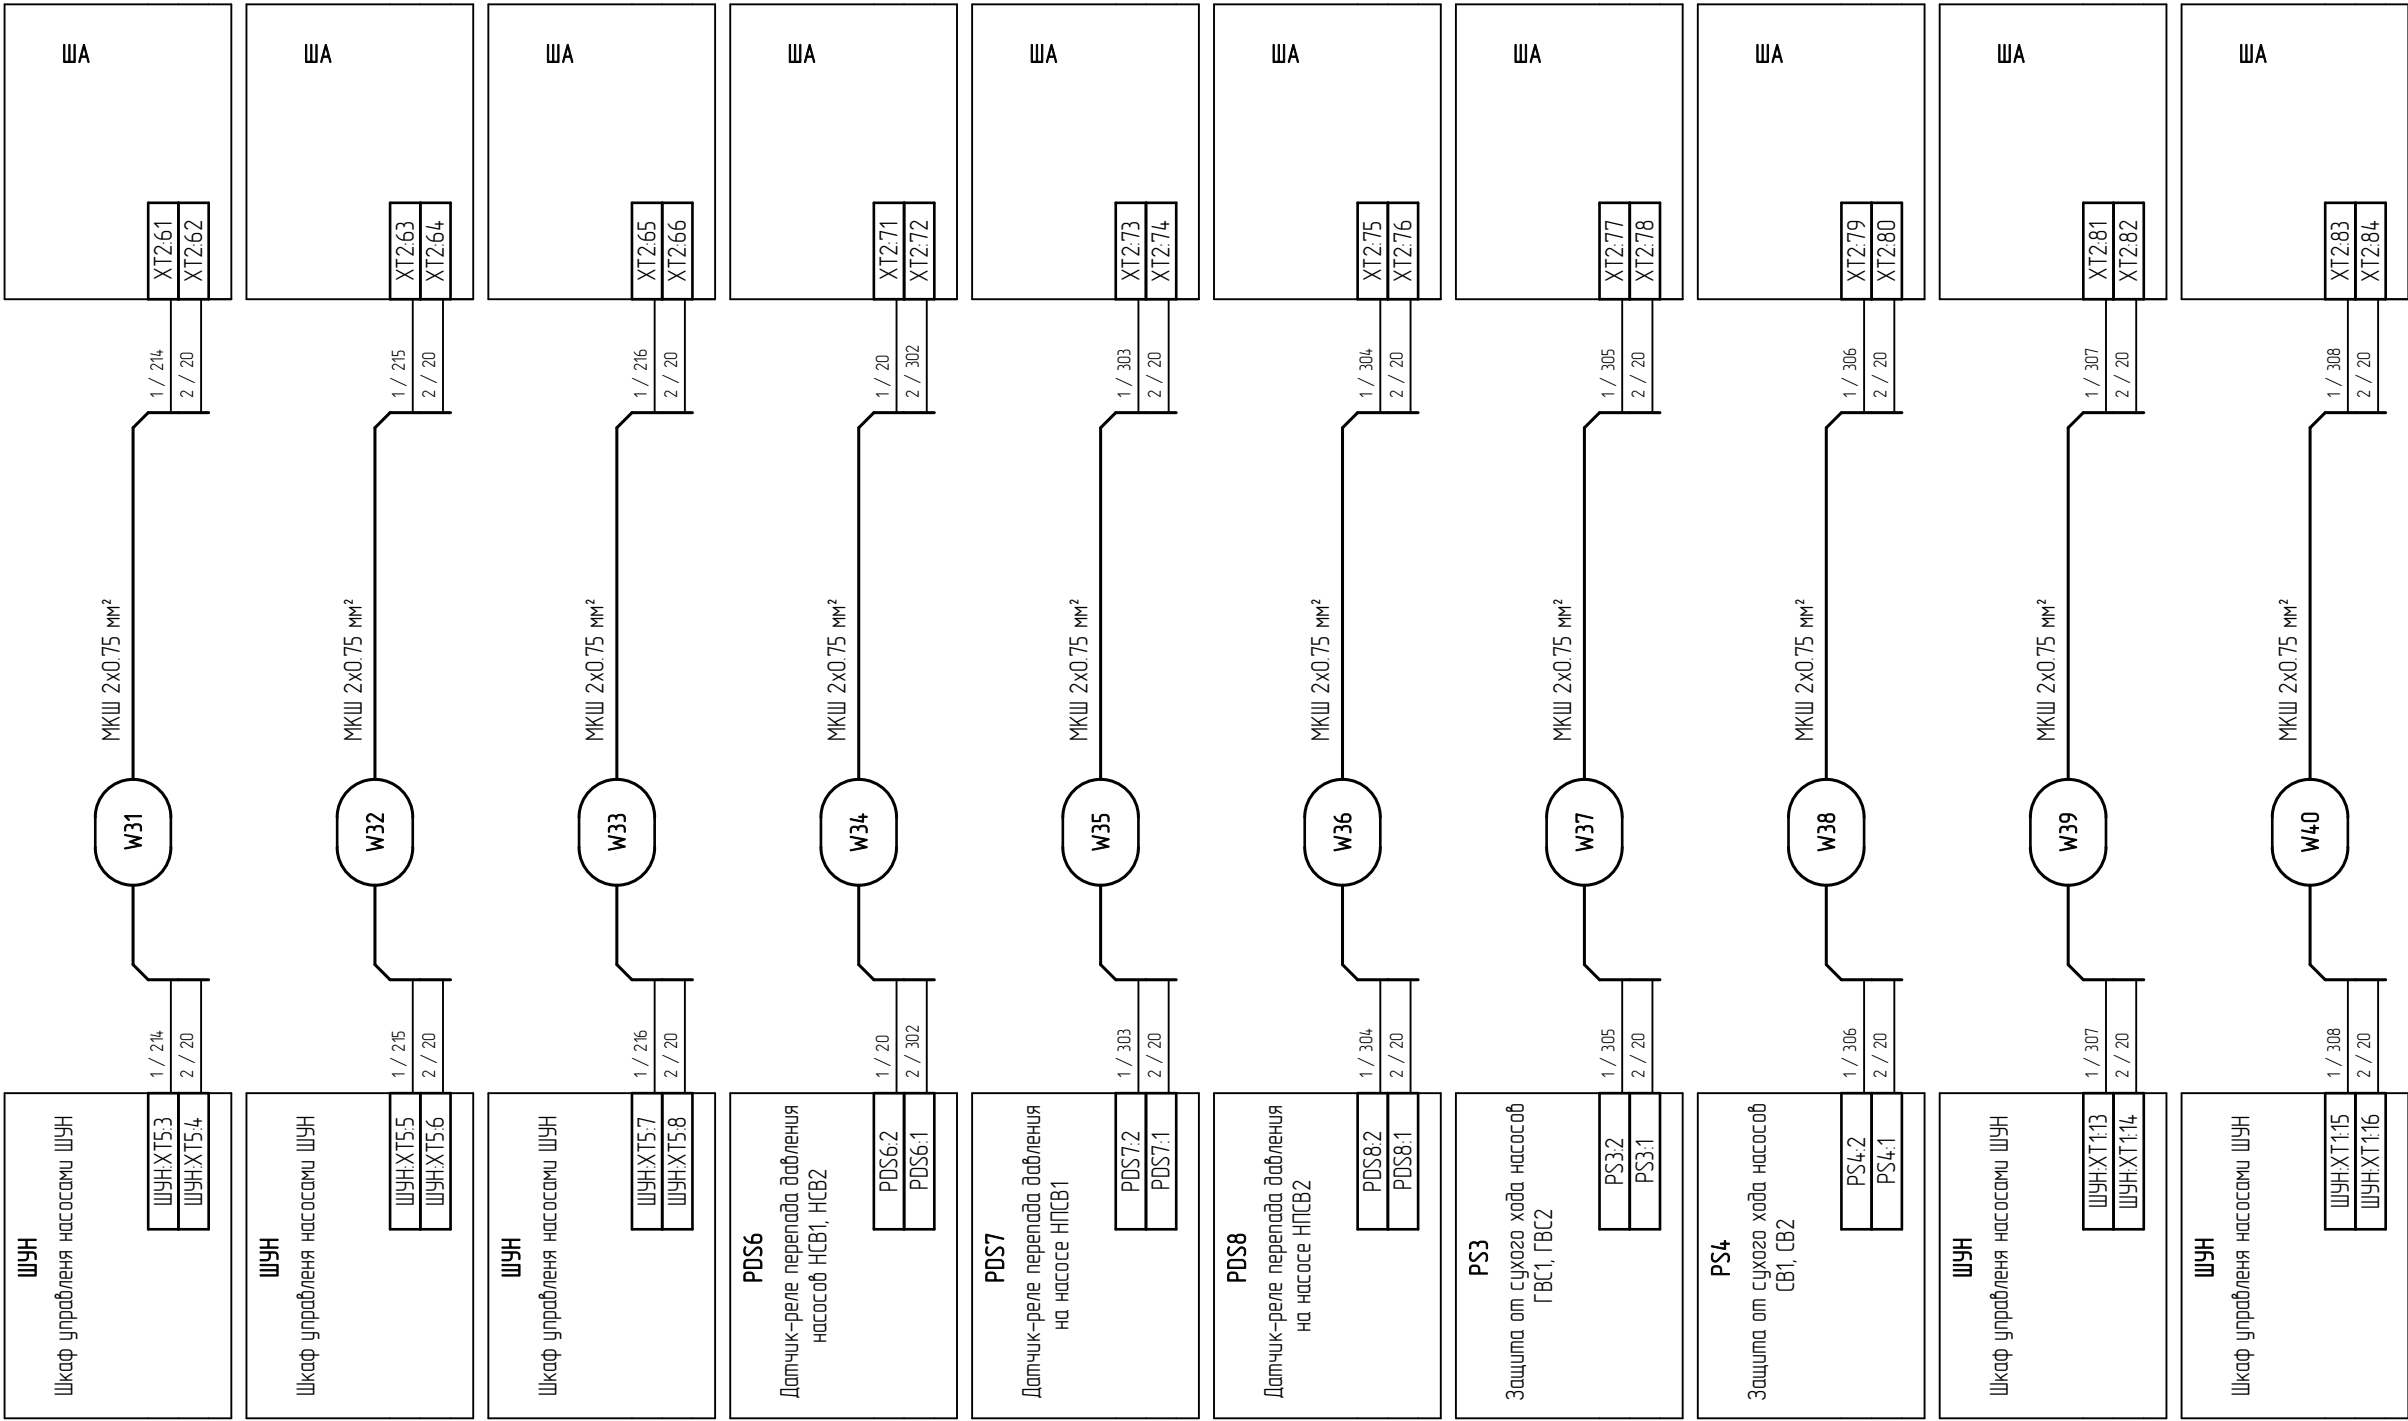 ШУН
Шкаф управленя насосами ШУН
ШУН:XT5:3
ШУН:XT5:4
1 / 214
2 / 20
W31
МКШ 2x0.75 мм²
1 / 214
2 / 20
XT2:61
XT2:62
ША
ШУН
Шкаф управленя насосами ШУН
ШУН:XT5:5
ШУН:XT5:6
1 / 215
2 / 20
W32
МКШ 2x0.75 мм²
1 / 215
2 / 20
XT2:63
XT2:64
ША
ШУН
Шкаф управленя насосами ШУН
ШУН:XT5:7
ШУН:XT5:8
1 / 216
2 / 20
W33
МКШ 2x0.75 мм²
1 / 216
2 / 20
XT2:65
XT2:66
ША
PDS6
Датчик-реле перепада давления
насосов НСВ1, НСВ2
PDS6:2
PDS6:1
1 / 20
2 / 302
W34
МКШ 2x0.75 мм²
1 / 20
2 / 302
XT2:71
XT2:72
ША
PDS7
Датчик-реле перепада давления
на насосе НПСВ1
PDS7:2
PDS7:1
1 / 303
2 / 20
W35
МКШ 2x0.75 мм²
1 / 303
2 / 20
XT2:73
XT2:74
ША
PDS8
Датчик-реле перепада давления
на насосе НПСВ2
PDS8:2
PDS8:1
1 / 304
2 / 20
W36
МКШ 2x0.75 мм²
1 / 304
2 / 20
XT2:75
XT2:76
ША
PS3
Защита от сухого хода насосов
ГВС1, ГВС2
PS3:2
PS3:1
1 / 305
2 / 20
W37
МКШ 2x0.75 мм²
1 / 305
2 / 20
XT2:77
XT2:78
ША
PS4
Защита от сухого хода насосов
СВ1, СВ2
PS4:2
PS4:1
1 / 306
2 / 20
W38
МКШ 2x0.75 мм²
1 / 306
2 / 20
XT2:79
XT2:80
ША
ШУН
Шкаф управленя насосами ШУН
ШУН:XT1:13
ШУН:XT1:14
1 / 307
2 / 20
W39
МКШ 2x0.75 мм²
1 / 307
2 / 20
XT2:81
XT2:82
ША
ШУН
Шкаф управленя насосами ШУН
ШУН:XT1:15
ШУН:XT1:16
1 / 308
2 / 20
W40
МКШ 2x0.75 мм²
1 / 308
2 / 20
XT2:83
XT2:84
ША